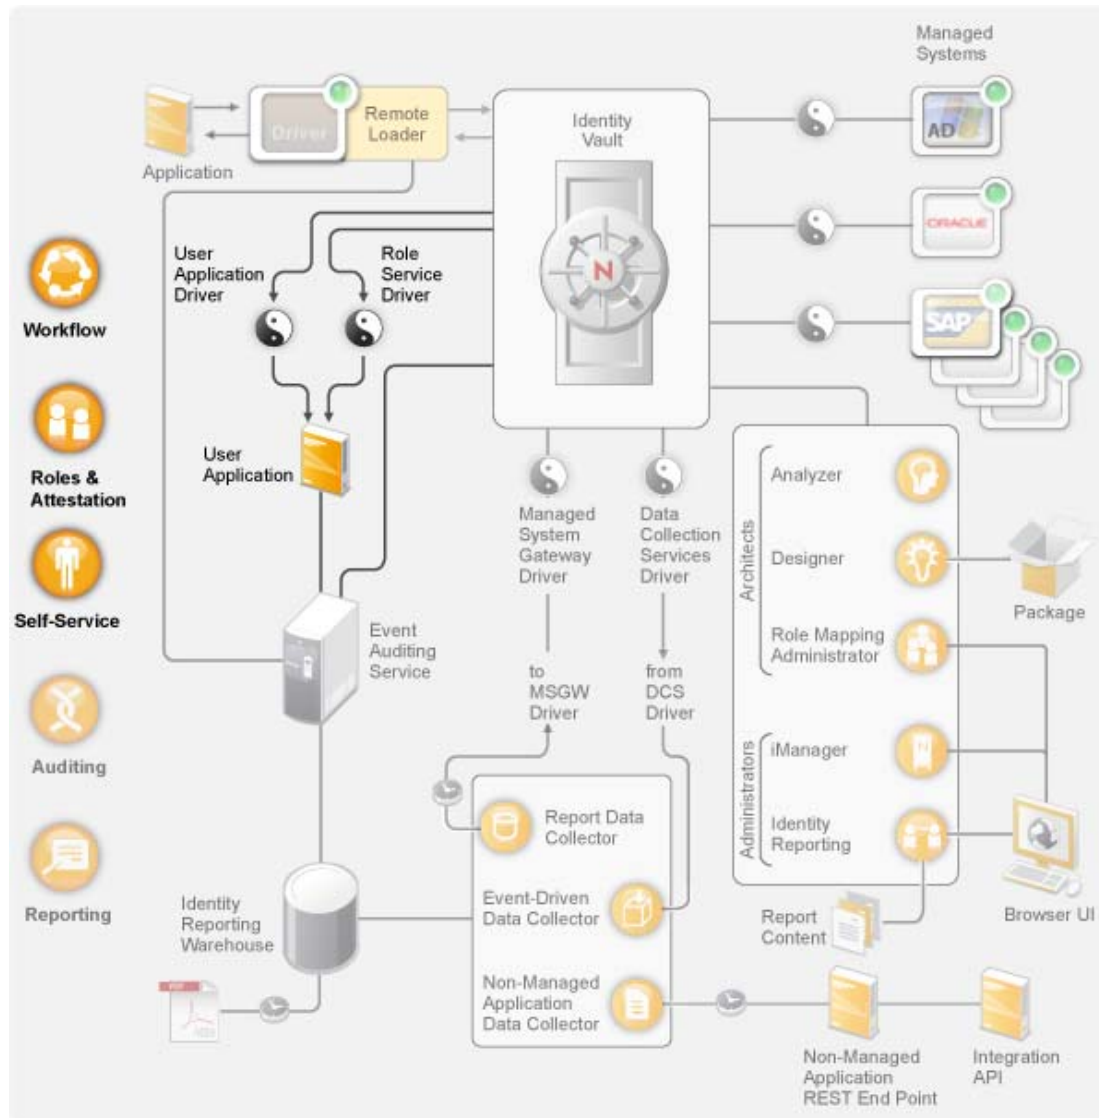 Managed
Systems
Driver
Remote
Loader
Application
Identity
Vault
N
AD
ORACLE
SAP
User
Application
Driver
Role
Service
Driver
Workflow
Roles &
Attestation
Self-Service
Auditing
Reporting
User
Application
Managed
System
Gateway
Driver
Data
Collection
Services
Driver
Architects
Analyzer
Designer
Role Mapping
Administrator
Package
Event
Auditing
Service
to
MSGW
Driver
from
DCS
Driver
Administrators
iManager
Identity
Reporting
Browser UI
Report Data
Collector
Event-Driven
Data Collector
Non-Managed
Application
Data Collector
Identity
Reporting
Warehouse
PDF
Report
Content
Non-Managed
Application
REST End Point
Integration
API